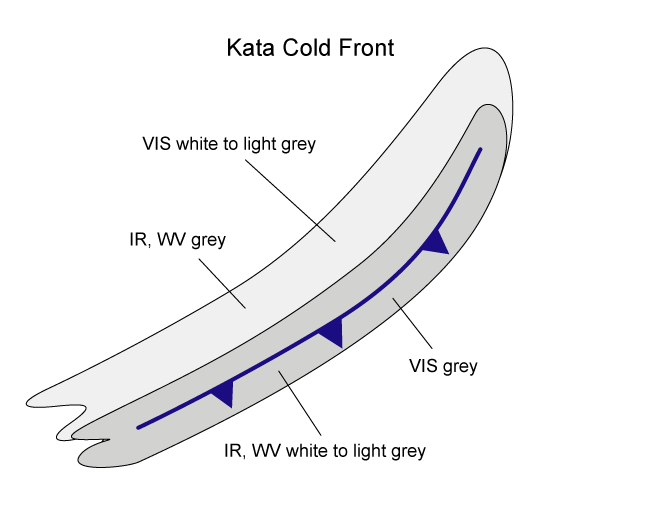 Kata Cold Front
VIS white to light grey
IR, WV grey
VIS grey
IR, WV white to light grey